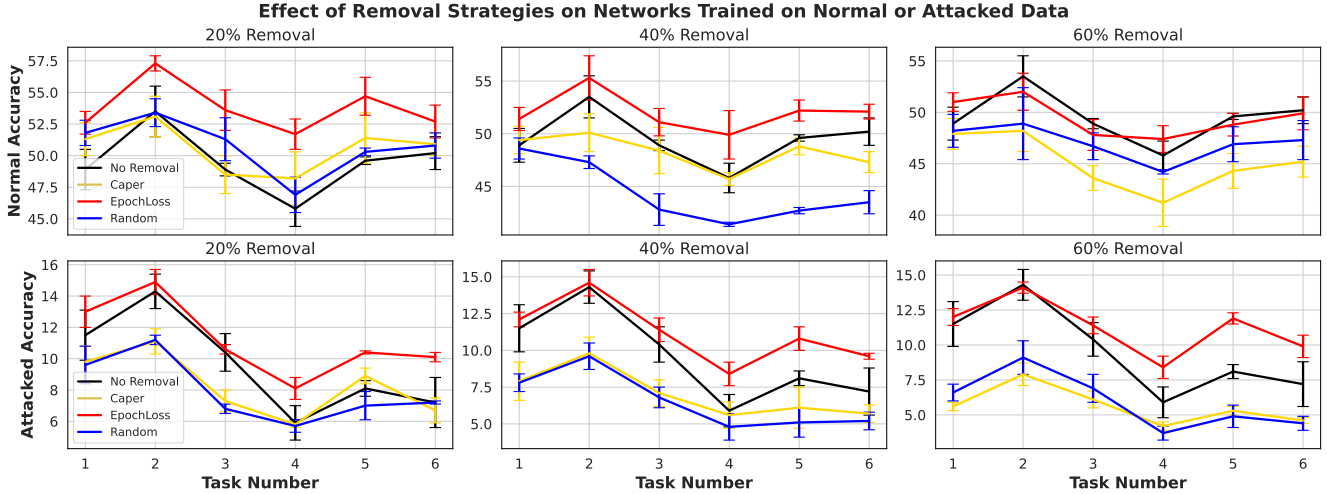 Effect of Removal Strategies on Networks Trained on Normal or Attacked Data
20% Removal
40% Removal
60% Removal
Normal Accuracy
57.5
55.0
52.5
50.0
47.5
45.0
No Removal
Caper
EpochLoss
Random
55
50
45
55
50
45
40
20% Removal
40% Removal
60% Removal
Attacked Accuracy
16
14
12
10
8
6
No Removal
Caper
EpochLoss
Random
15.0
12.5
10.0
7.5
5.0
15.0
12.5
10.0
7.5
5.0
1 2 3 4 5 6
1 2 3 4 5 6
1 2 3 4 5 6
Task Number
Task Number
Task Number